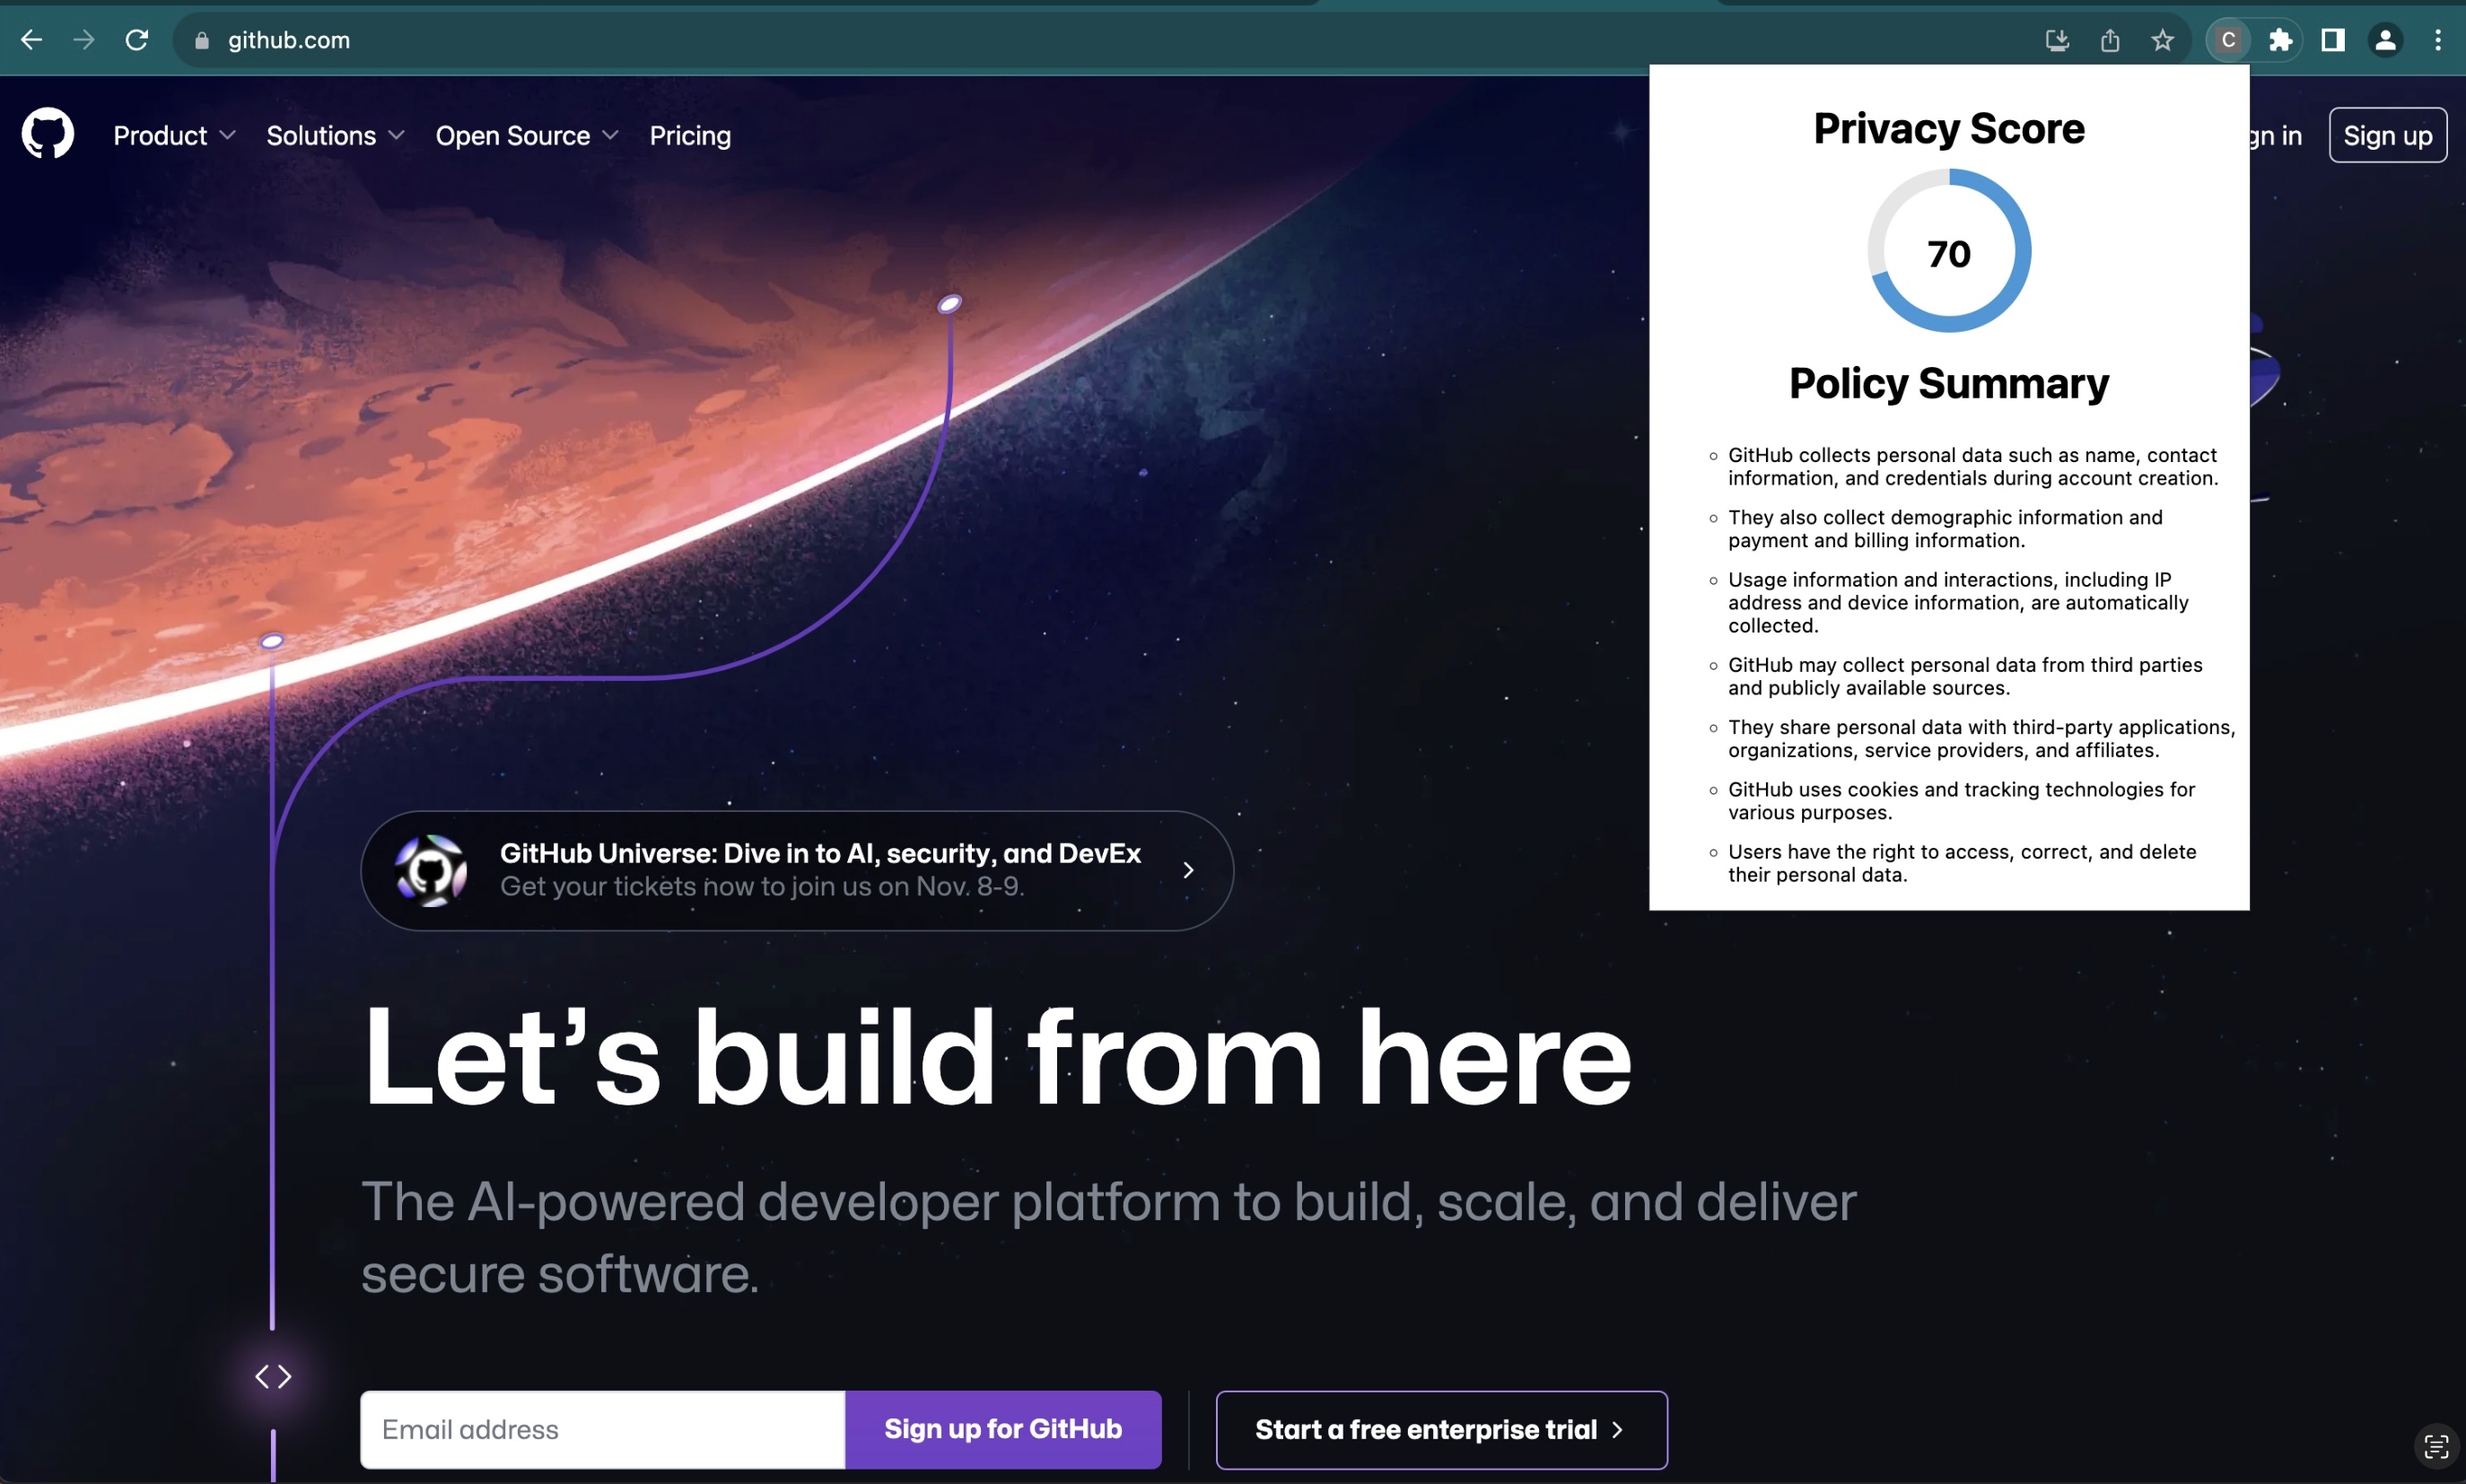 github.com
C
Product
Solutions
Open Source
Pricing
gn in
Sign up
Privacy Score
70
Policy Summary
GitHub collects personal data such as name, contact
information, and credentials during account creation.
They also collect demographic information and
payment and billing information.
Usage information and interactions, including IP
address and device information, are automatically
collected.
GitHub may collect personal data from third parties
and publicly available sources.
They share personal data with third-party applications,
organizations, service providers, and affiliates.
GitHub uses cookies and tracking technologies for
various purposes.
Users have the right to access, correct, and delete
their personal data.
GitHub Universe: Dive in to AI, security, and DevEx
Get your tickets now to join us on Nov. 8-9.
Let’s build from here
The AI-powered developer platform to build, scale, and deliver
secure software.
Email address
Sign up for GitHub
Start a free enterprise trial